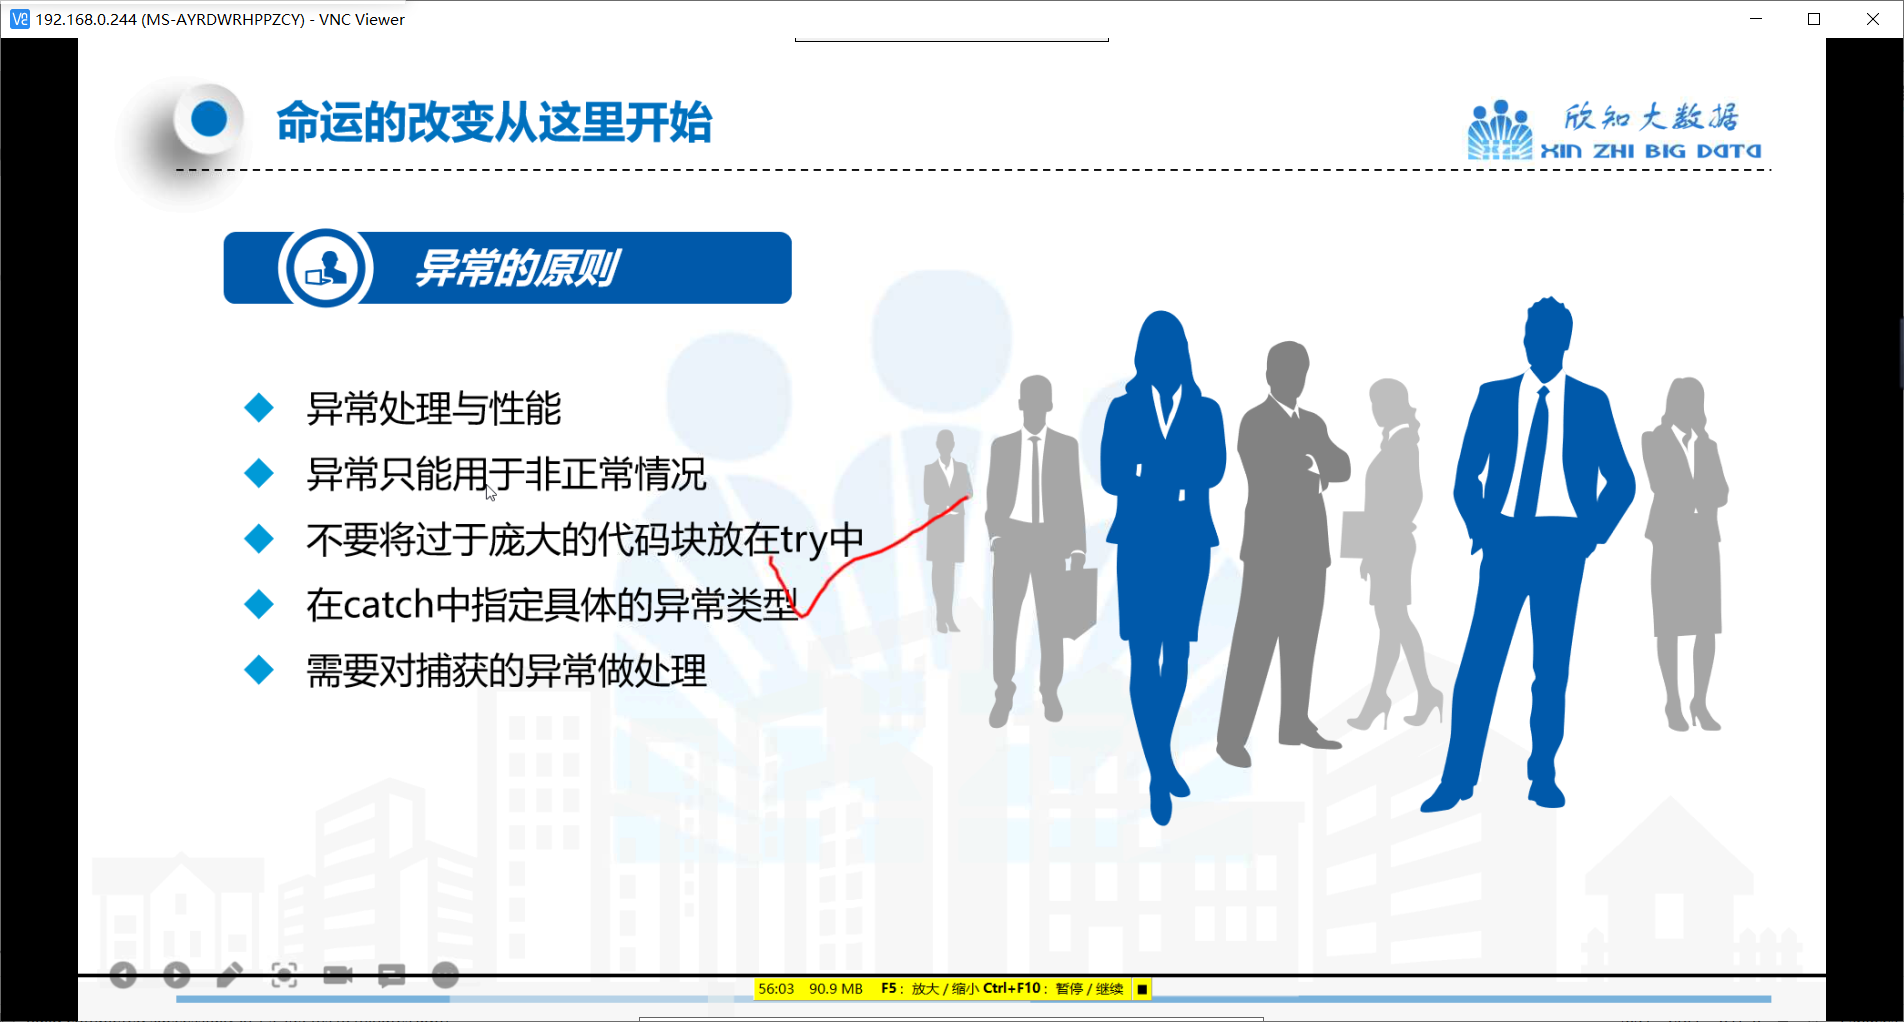 192.168.0.244 (MS-AYRDWRHPPZCY) - VNC Viewer
命运的改变从这里开始
欣知大数据
XIN ZHI BIG DATA
异常的原则
异常处理与性能
异常只能用于非正常情况
不要将过于庞大的代码块放在try中
在catch中指定具体的异常类型
需要对捕获的异常做处理
56:03 90.9 MB F5：放大 / 缩小 Ctrl+F10：暂停 / 继续